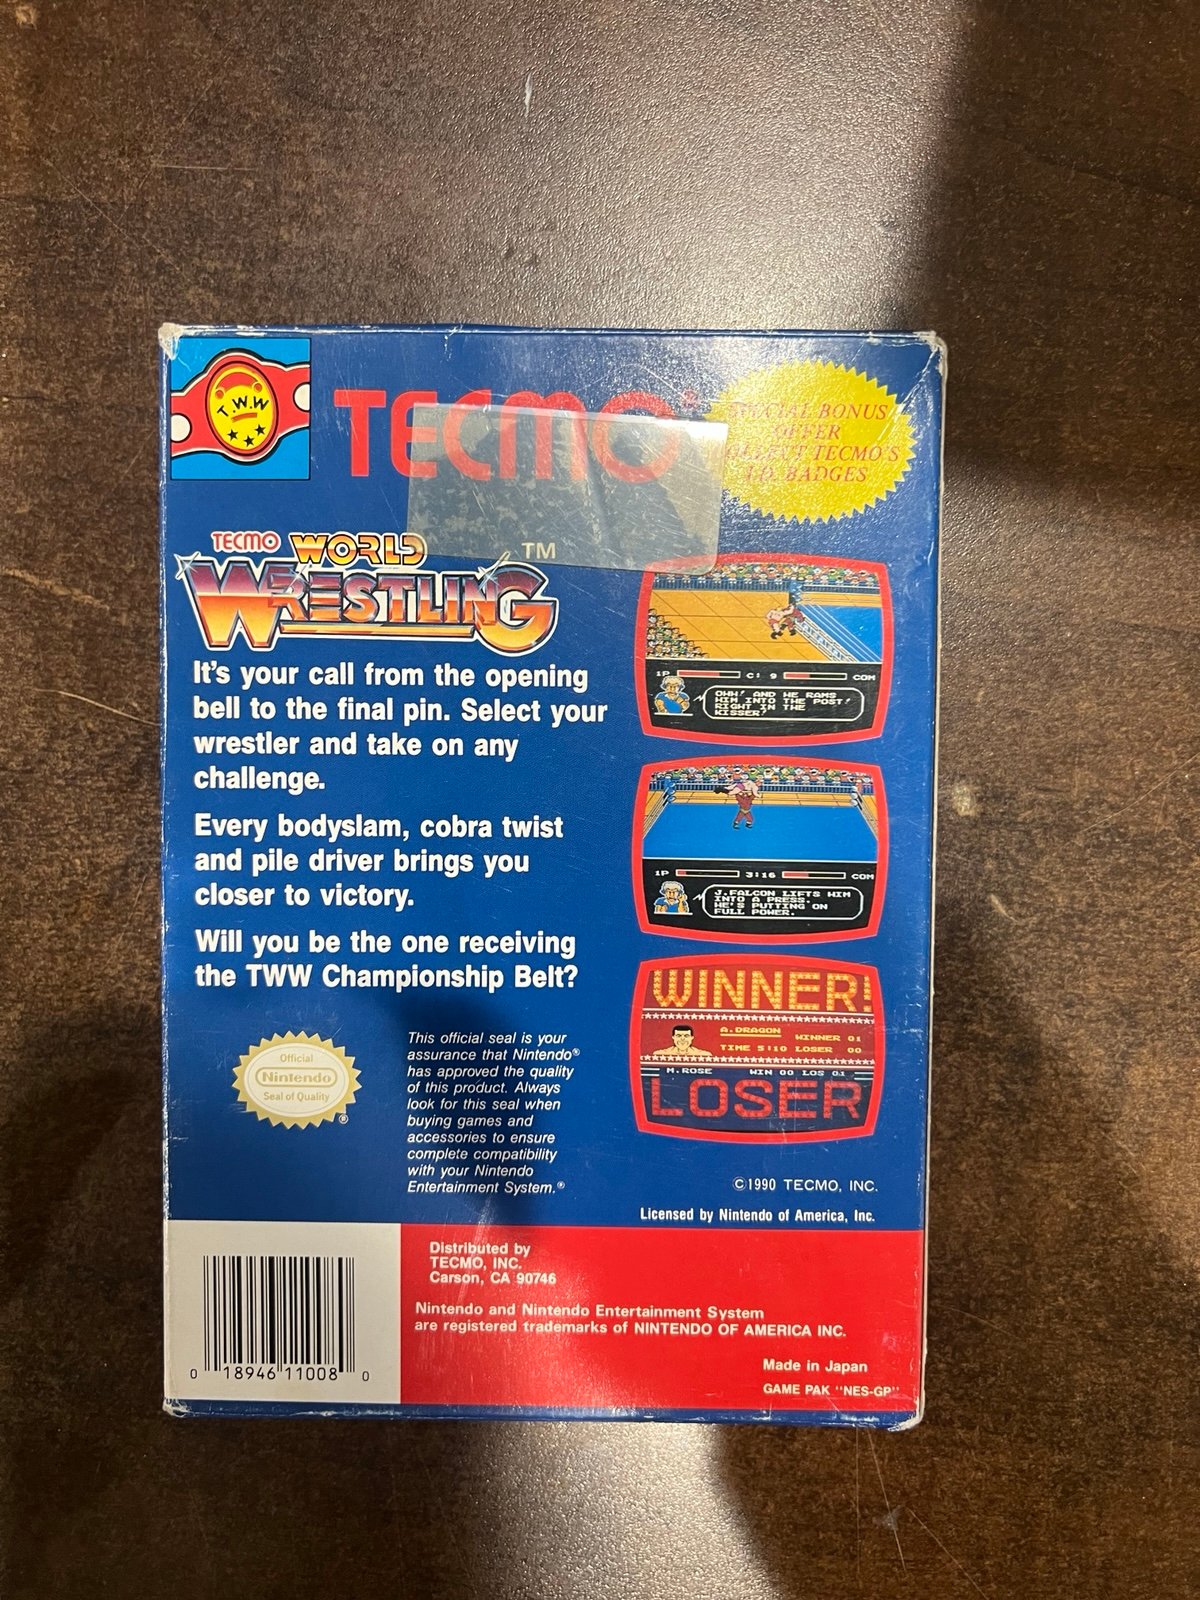 T.W.W
TECMO®
SPECIAL BONUS
OFFER
COLLECT TECMO'S
I.Q. BADGES
TECMO WORLD
WRESTLING™
It's your call from the opening
bell to the final pin. Select your
wrestler and take on any
challenge.
Every bodyslam, cobra twist
and pile driver brings you
closer to victory.
Will you be the one receiving
the TWW Championship Belt?
1P C: 9 COM
OHH! AND HE RAMS
HIM INTO THE POST!
RIGHT IN THE
KISSER!
1P 3:16 COM
J.FALCON LIFTS HIM
INTO A PRESS.
HE'S PUTTING ON
FULL POWER.
WINNER!
A.DRAGON WINNER 01
TIME 5:10 LOSER 00
M.ROSE WIN 00 LOS 01
LOSER
Official
Nintendo
Seal of Quality
®
This official seal is your
assurance that Nintendo®
has approved the quality
of this product. Always
look for this seal when
buying games and
accessories to ensure
complete compatibility
with your Nintendo
Entertainment System.®
©1990 TECMO, INC.
Licensed by Nintendo of America, Inc.
Distributed by
TECMO, INC.
Carson, CA 90746
Nintendo and Nintendo Entertainment System
are registered trademarks of NINTENDO OF AMERICA INC.
Made in Japan
GAME PAK "NES-GP"
0 18946 11008 0